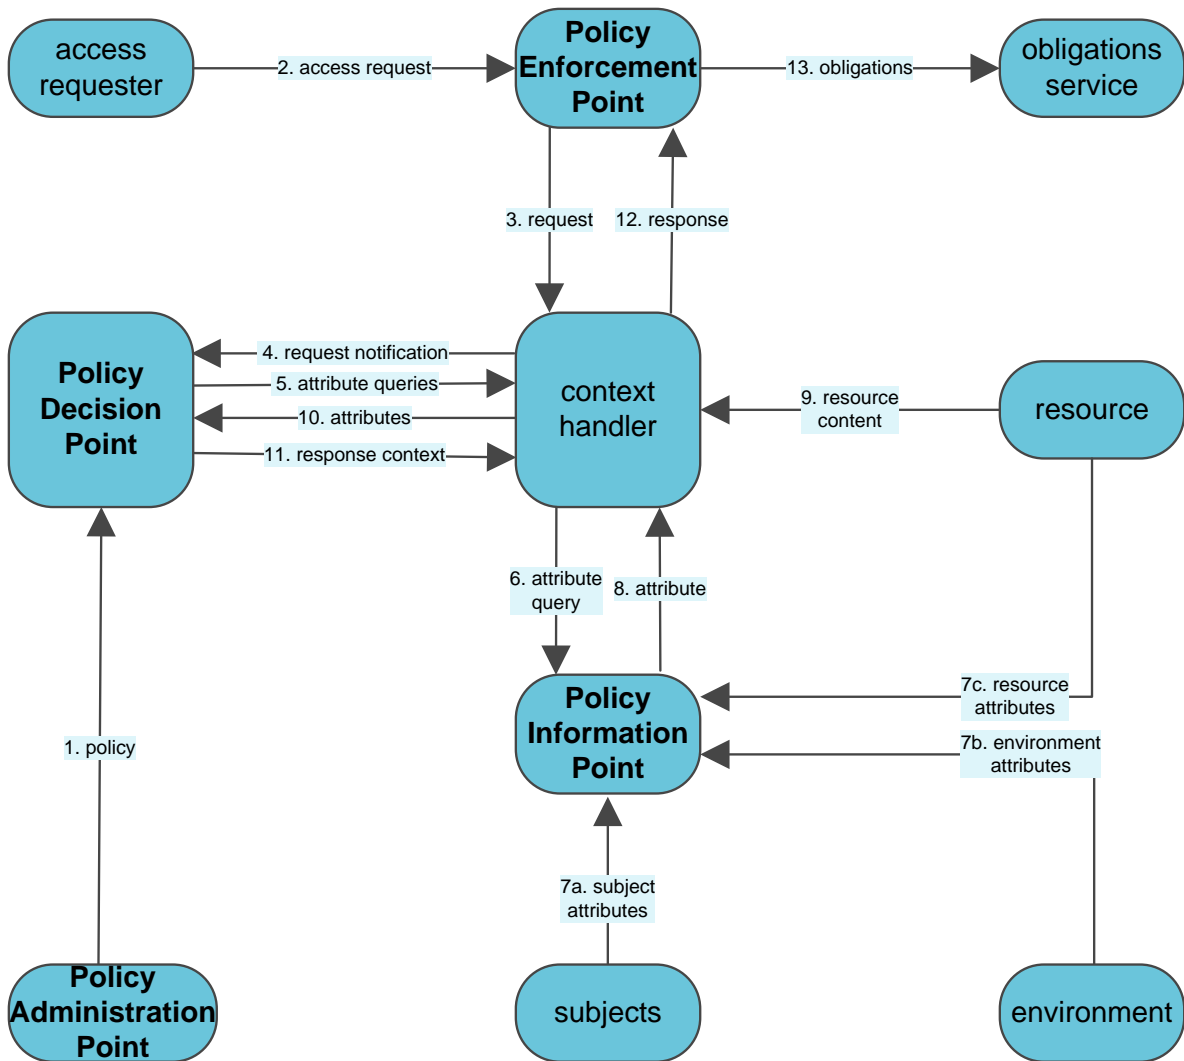 access
requester
2. access request
Policy
Enforcement
Point
13. obligations
obligations
service
3. request
12. response
Policy
Decision
Point
4. request notification
5. attribute queries
10. attributes
11. response context
context
handler
9. resource
content
resource
6. attribute
query
8. attribute
1. policy
Policy
Information
Point
7c. resource
attributes
7b. environment
attributes
7a. subject
attributes
Policy
Administration
Point
subjects
environment